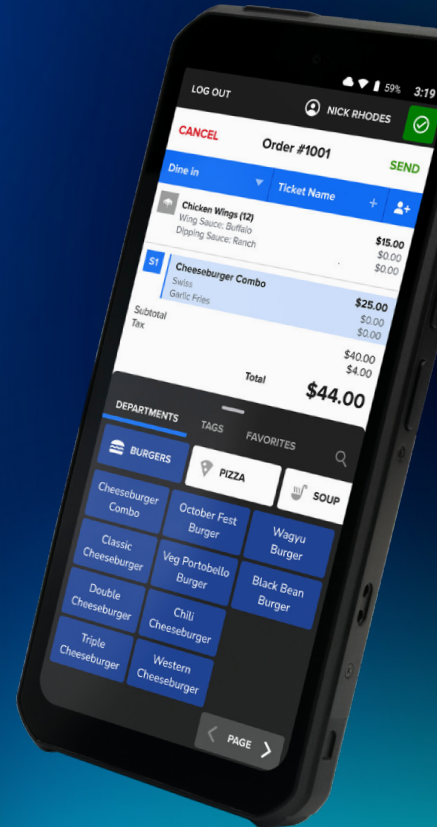 59% 3:19
LOG OUT NICK RHODES
CANCEL Order #1001 SEND
Dine in Ticket Name +
Chicken Wings (12) $15.00
Wing Sauce: Buffalo $0.00
Dipping Sauce: Ranch $0.00
S1 Cheeseburger Combo $25.00
Swiss $0.00
Garlic Fries $0.00
Subtotal $40.00
Tax $4.00
Total $44.00
DEPARTMENTS TAGS FAVORITES
BURGERS PIZZA SOUP
Cheeseburger Combo
October Fest Burger
Wagyu Burger
Classic Cheeseburger
Veg Portobello Burger
Black Bean Burger
Double Cheeseburger
Chili Cheeseburger
Triple Cheeseburger
Western Cheeseburger
< PAGE >